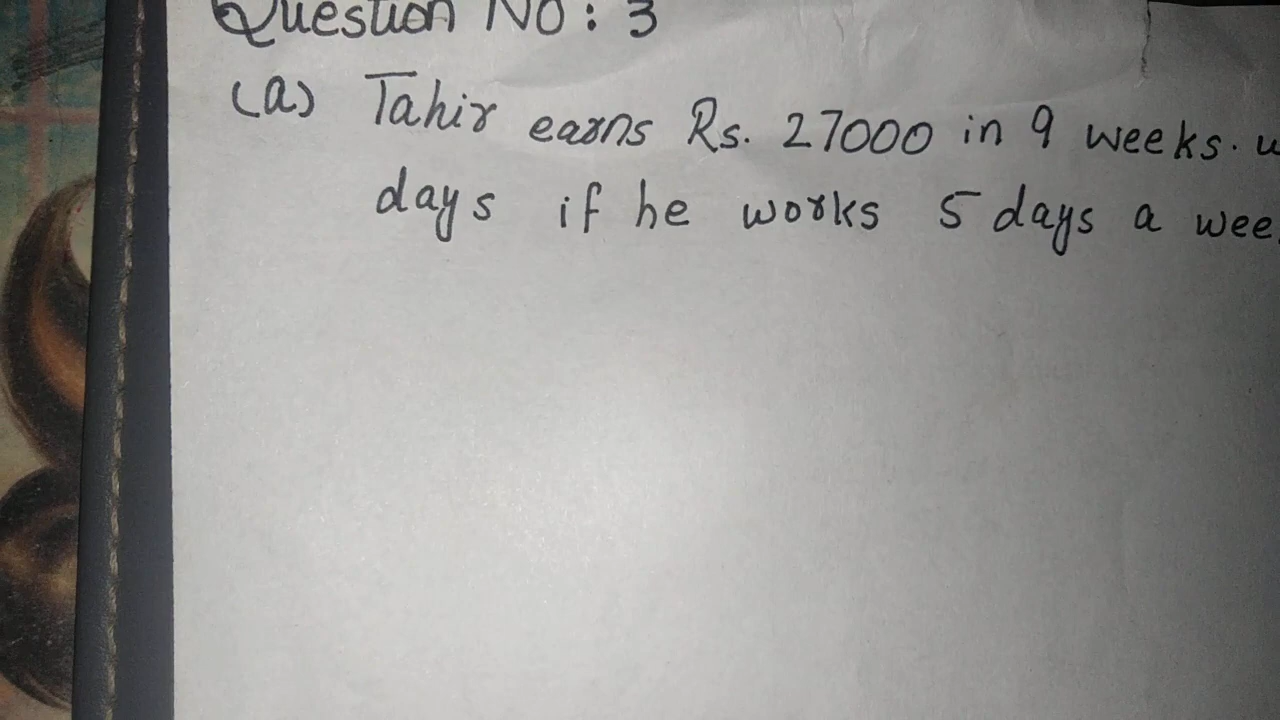 Question No: 3
(a) Tahir earns Rs. 27000 in 9 weeks.
days if he works 5 days a